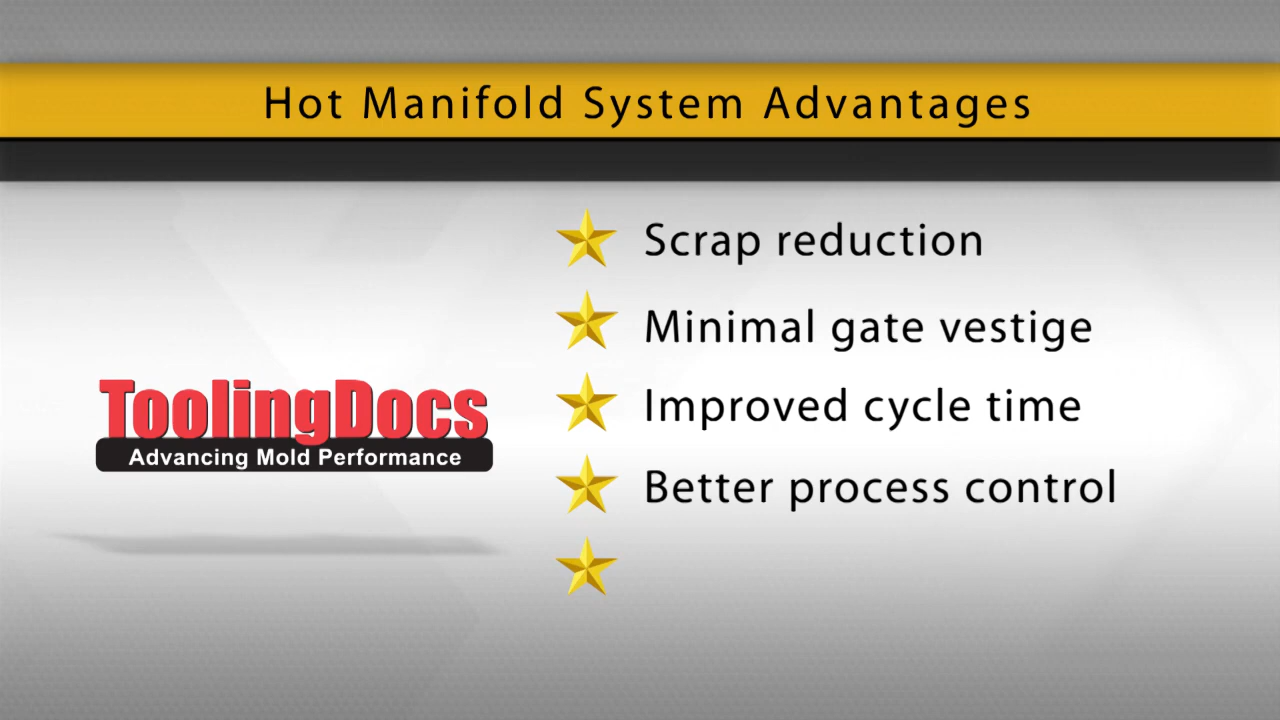 Hot Manifold System Advantages
Scrap reduction
Minimal gate vestige
Improved cycle time
Better process control
ToolingDocs
Advancing Mold Performance